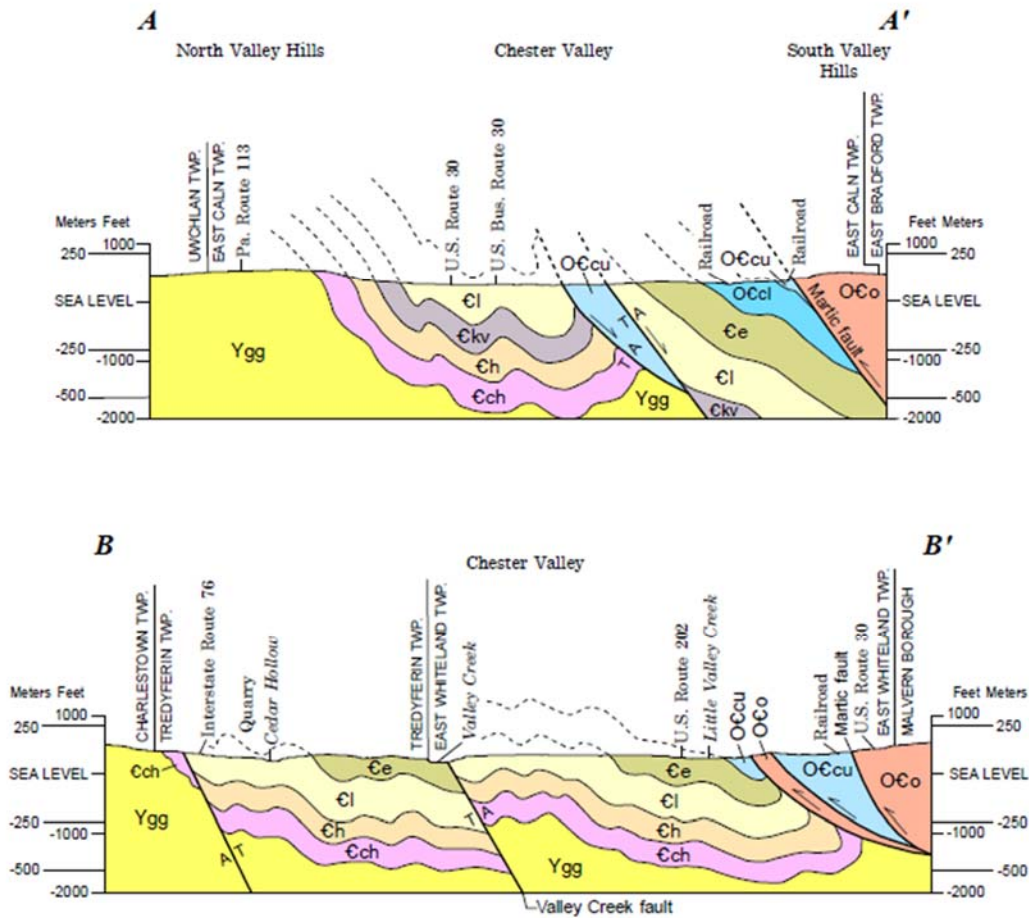 A
A′
North Valley Hills
Chester Valley
South Valley
Hills
UWCHLAN TWP.
EAST CALN TWP.
Pa. Route 113
U.S. Route 30
U.S. Bus. Route 30
EAST CALN TWP.
EAST BRADFORD TWP.
Meters Feet
Feet Meters
O€cu
Railroad
O€cu
Railroad
1000
250
SEA LEVEL
-250
-1000
-500
-2000
1000
250
SEA LEVEL
-250
-1000
-500
-2000
€l
€kv
€h
€ch
Ygg
Ygg
T A
T A
O€cl
€e
€l
€kv
Martic fault
O€o
B
B′
Chester Valley
CHARLESTOWN TWP.
TREDYFERIN TWP.
Interstate Route 76
Quarry
Cedar Hollow
TREDYFERIN TWP.
EAST WHITELAND TWP.
Valley Creek
U.S. Route 202
Little Valley Creek
O€cu
O€o
Railroad
Martic fault
U.S. Route 30
EAST WHITELAND TWP.
MALVERN BOROUGH
Meters Feet
Feet Meters
1000
250
SEA LEVEL
-250
-1000
-500
-2000
1000
250
SEA LEVEL
-250
-1000
-500
-2000
€ch
Ygg
€e
€l
€h
€ch
A T
T A
€e
€l
€h
€ch
Ygg
O€cu
O€o
Valley Creek fault